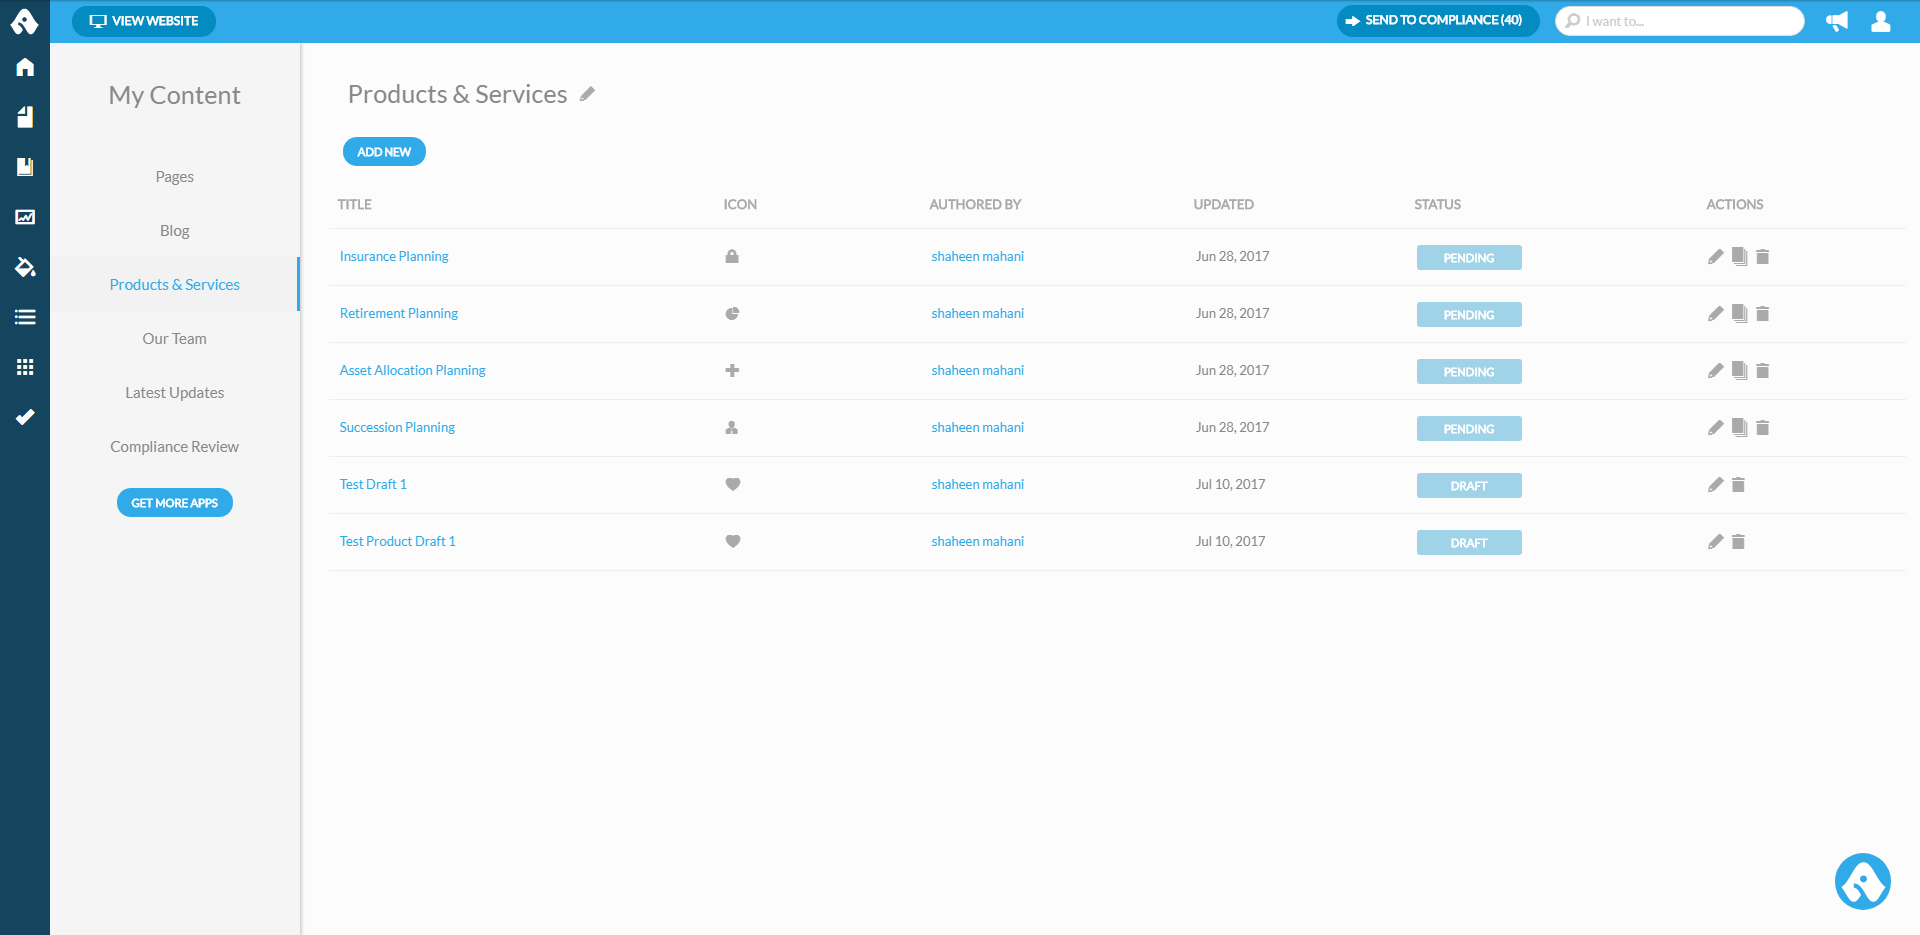 VIEW WEBSITE
SEND TO COMPLIANCE (40)
I want to...
My Content
Pages
Blog
Products & Services
Our Team
Latest Updates
Compliance Review
GET MORE APPS
Products & Services
ADD NEW
TITLE ICON AUTHORED BY UPDATED STATUS ACTIONS
Insurance Planning shaheen mahani Jun 28, 2017 PENDING
Retirement Planning shaheen mahani Jun 28, 2017 PENDING
Asset Allocation Planning shaheen mahani Jun 28, 2017 PENDING
Succession Planning shaheen mahani Jun 28, 2017 PENDING
Test Draft 1 shaheen mahani Jul 10, 2017 DRAFT
Test Product Draft 1 shaheen mahani Jul 10, 2017 DRAFT